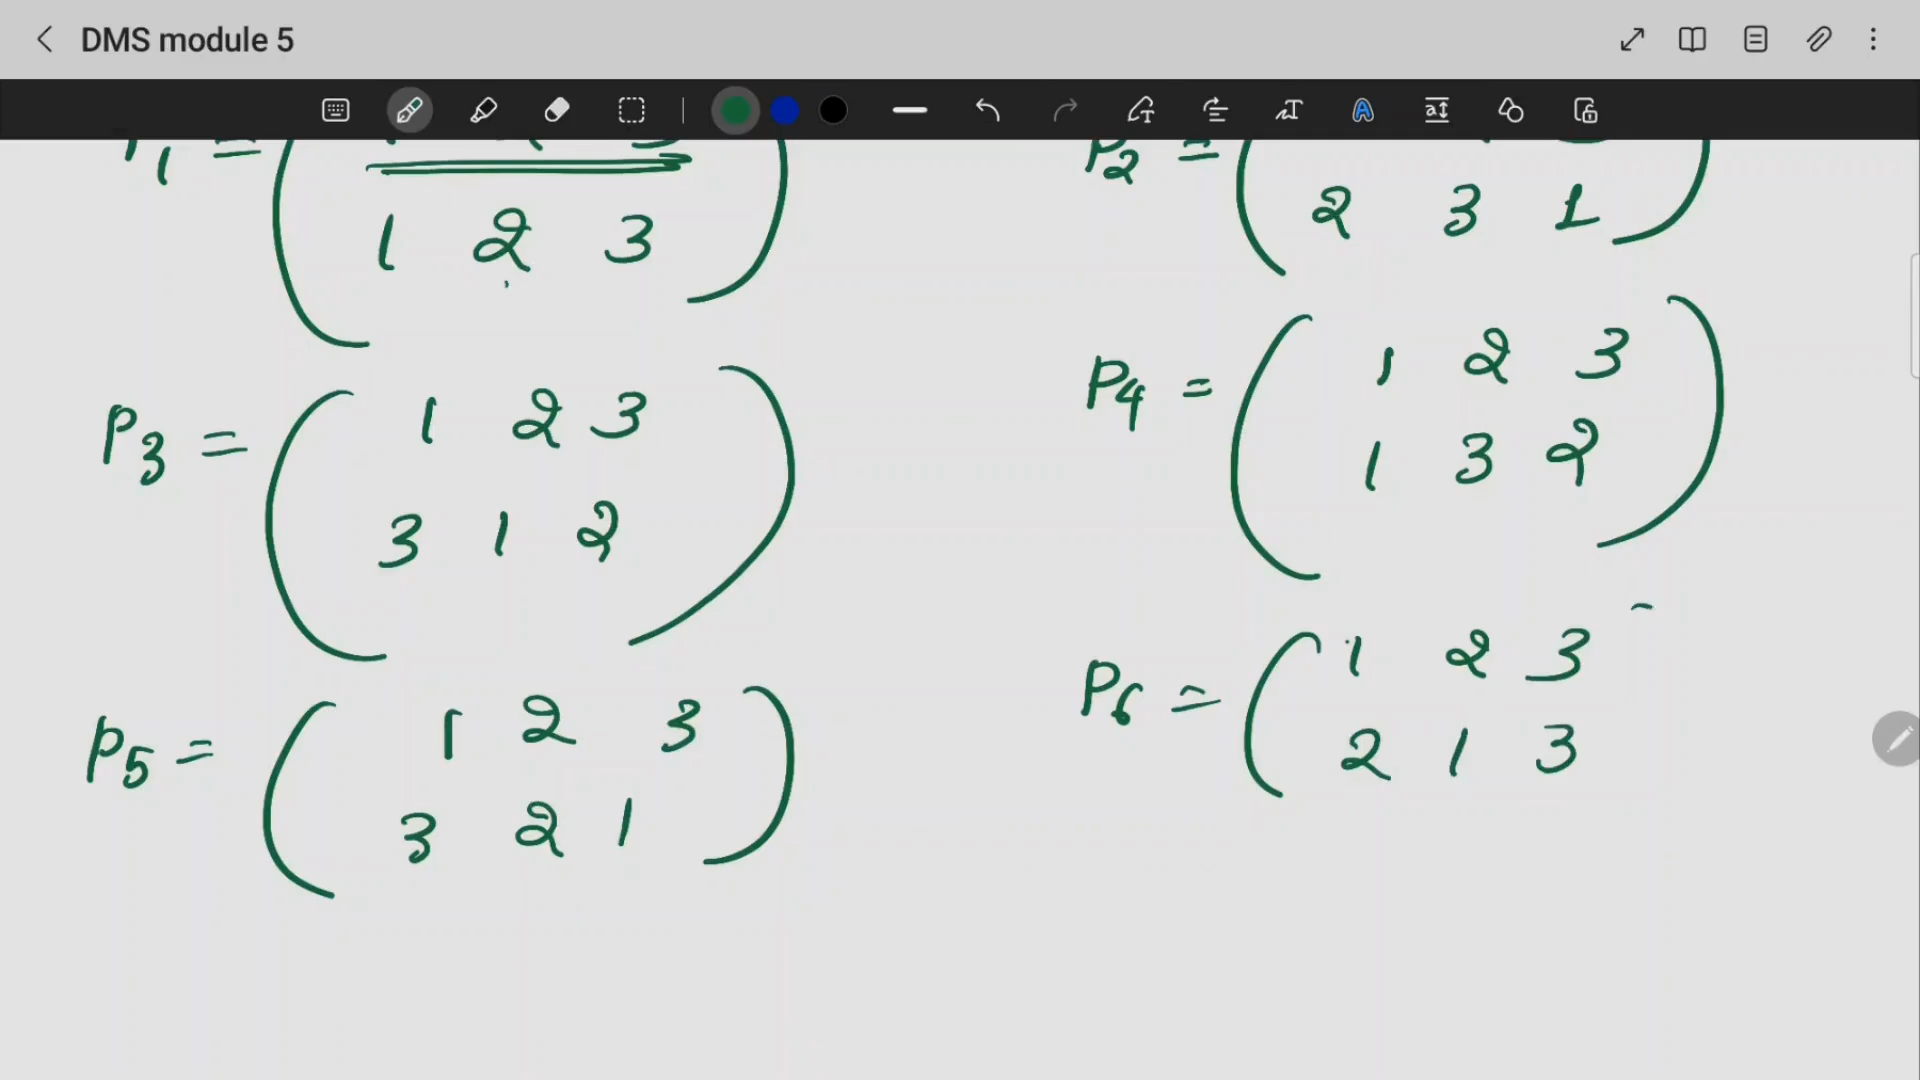 DMS module 5
P1 =
1 2 3
P2 =
2 3 1
P3 = ( 1 2 3
3 1 2 )
P4 = ( 1 2 3
1 3 2 )
P5 = ( 1 2 3
3 2 1 )
P6 = ( 1 2 3
2 1 3